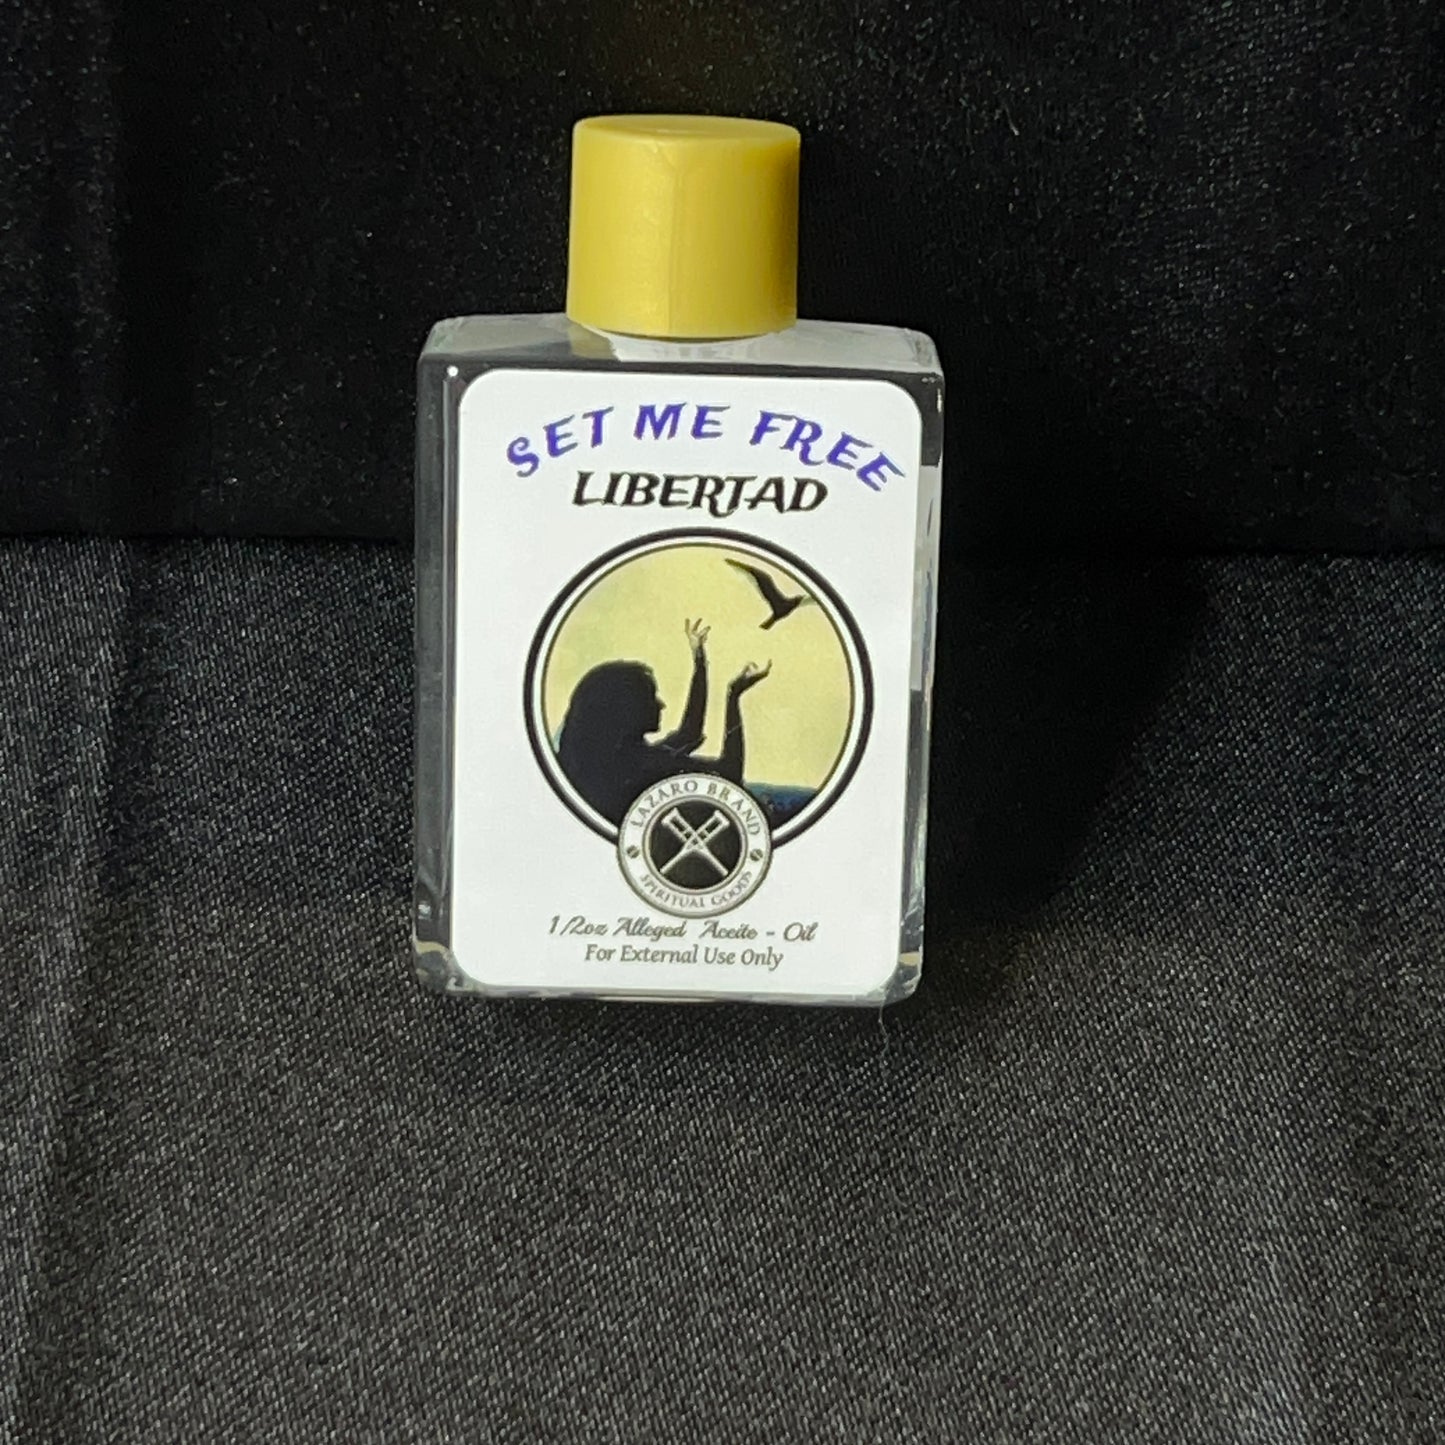 SET ME FREE
LIBERTAD
LAZARO BRAND
SPIRITUAL GOODS
1/2oz Alleged Aceite - Oil
For External Use Only